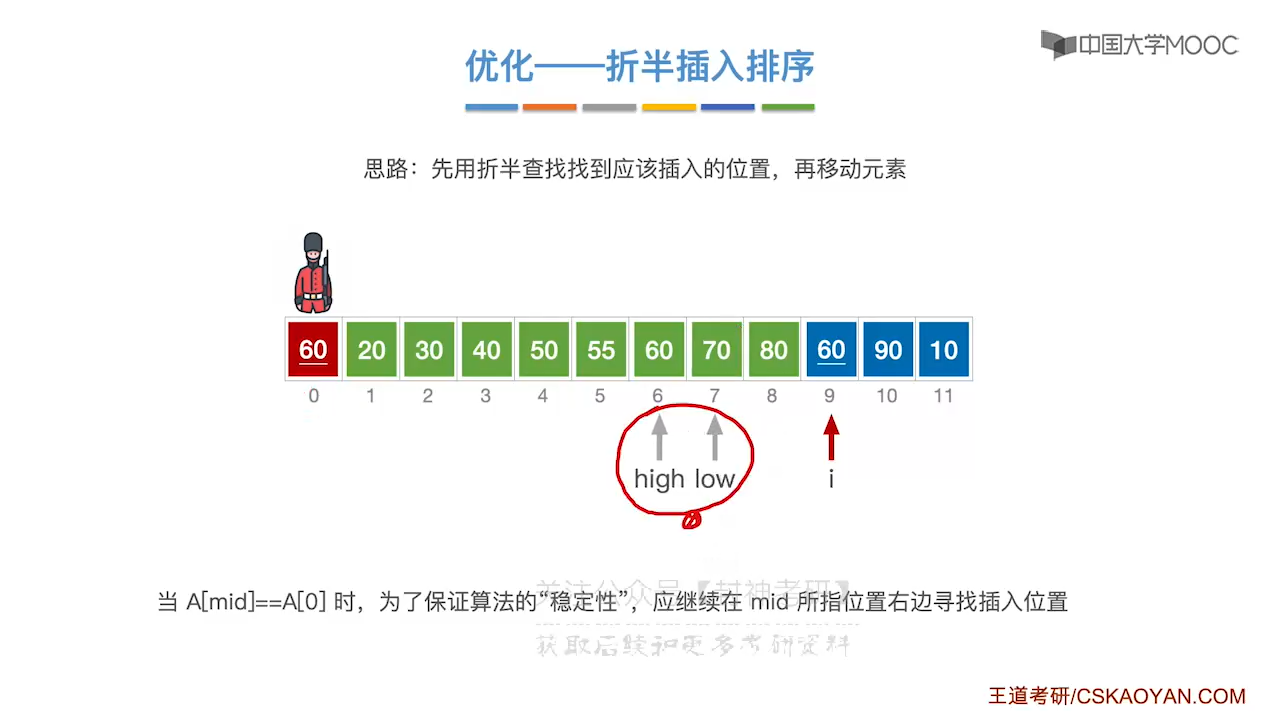 中国大学MOOC
优化——折半插入排序
思路：先用折半查找找到应该插入的位置，再移动元素
60 20 30 40 50 55 60 70 80 60 90 10
0 1 2 3 4 5 6 7 8 9 10 11
high low i
关注公众号【封神考研】
当 A[mid]==A[0] 时，为了保证算法的“稳定性”，应继续在 mid 所指位置右边寻找插入位置
获取后续和更多考研资料
王道考研/CSKAOYAN.COM